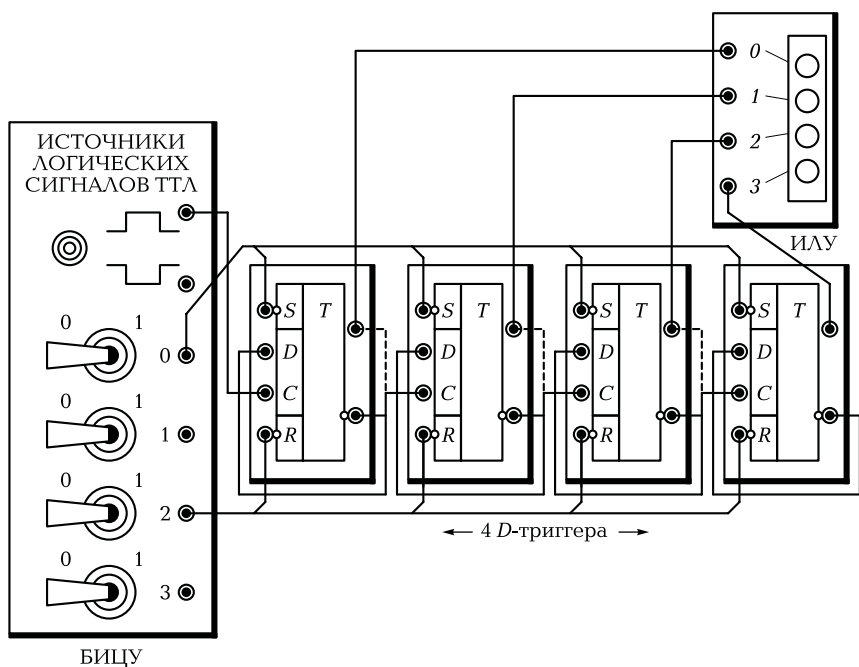 0
1
2
3
ИЛУ
ИСТОЧНИКИ
ЛОГИЧЕСКИХ
СИГНАЛОВ ТТЛ
0 1
0
0 1
1
0 1
2
0 1
3
БИЦУ
S T
D
C
R
S T
D
C
R
S T
D
C
R
S T
D
C
R
← 4 D-триггера →